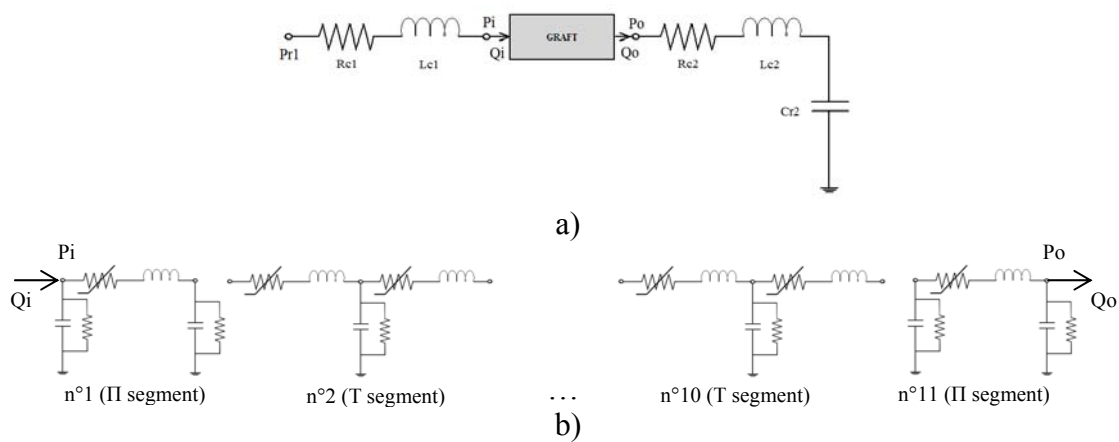 Pi
Po
GRAFT
Pr1
Rc1
Lc1
Qi
Qo
Rc2
Lc2
Cr2
a)
Pi
Po
Qi
Qo
n°1 (Π segment)
n°2 (T segment)
...
n°10 (T segment)
n°11 (Π segment)
b)